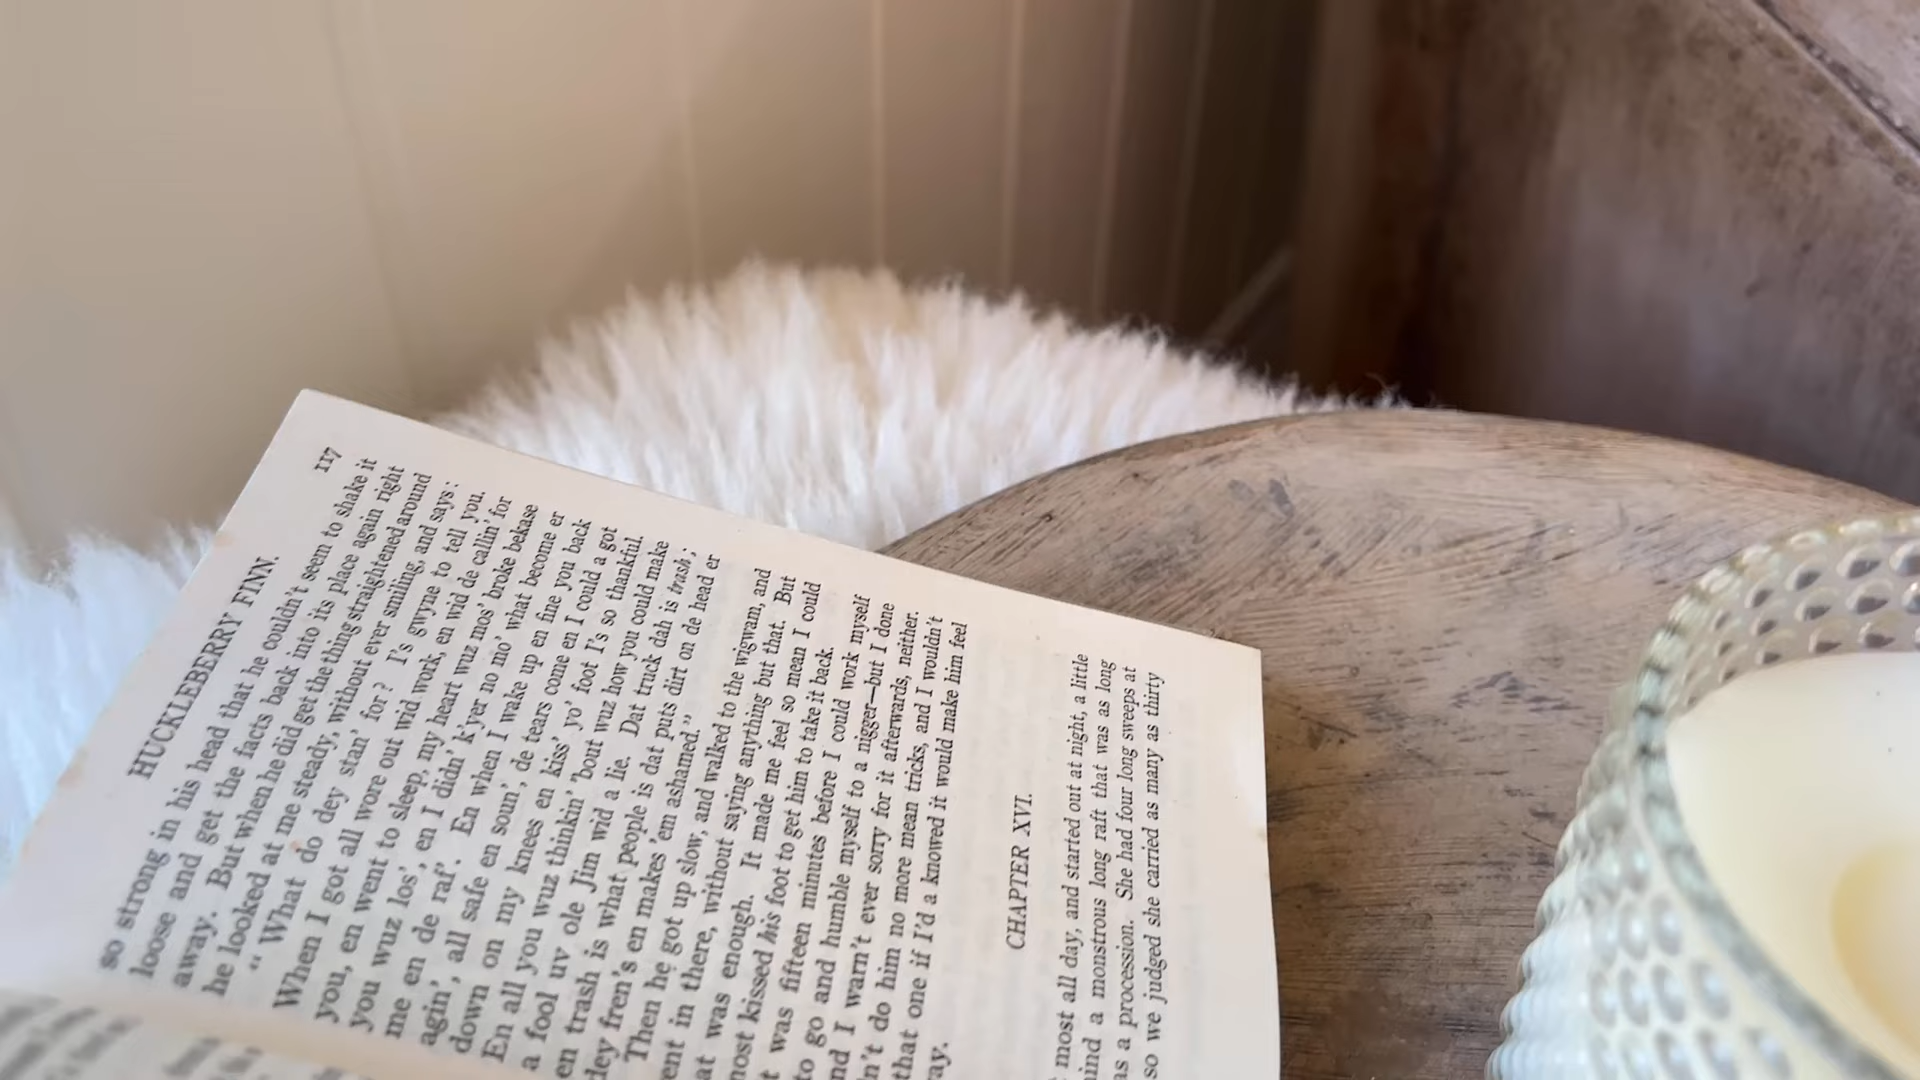 HUCKLEBERRY FINN. 117
so strong in his head that he couldn't seem to shake it
loose and get the facts back into its place again right
away. But when he did get the thing straightened around
he looked at me steady, without ever smiling, and says:
"What do dey stan' for? I's gwyne to tell you.
When I got all wore out wid work, en wid de callin' for
you, en went to sleep, my heart wuz mos' broke bekase
you wuz los', en I didn' k'yer no mo' what become er
me en de raf'. En when I wake up en fine you back
agin', all safe en soun', de tears come en I could a got
down on my knees en kiss' yo' foot I's so thankful.
En all you wuz thinkin' 'bout wuz how you could make
a fool uv ole Jim wid a lie. Dat truck dah is trash;
en trash is what people is dat puts dirt on de head er
dey fren's en makes 'em ashamed."
Then he got up slow, and walked to the wigwam, and
ent in there, without saying anything but that. But
at was enough. It made me feel so mean I could
most kissed his foot to get him to take it back.
t was fifteen minutes before I could work myself
to go and humble myself to a nigger—but I done
nd I warn't ever sorry for it afterwards, neither.
n't do him no more mean tricks, and I wouldn't
that one if I'd a knowed it would make him feel
ay.
CHAPTER XVI.
most all day, and started out at night, a little
ind a monstrous long raft that was as long
as a procession. She had four long sweeps at
so we judged she carried as many as thirty